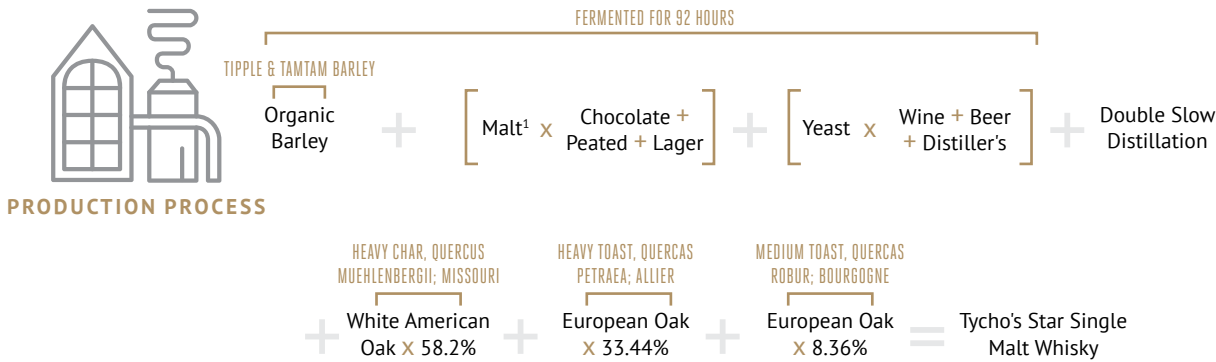 FERMENTED FOR 92 HOURS
TIPPLE & TAMTAM BARLEY
Organic
Barley
+
Malt¹ x Chocolate +
Peated + Lager
+
Yeast x Wine + Beer
+ Distiller's
+
Double Slow
Distillation
PRODUCTION PROCESS
HEAVY CHAR, QUERCUS
MUEHLENBERGII; MISSOURI
+
White American
Oak x 58.2%
HEAVY TOAST, QUERCAS
PETRAEA; ALLIER
+
European Oak
x 33.44%
MEDIUM TOAST, QUERCAS
ROBUR; BOURGOGNE
+
European Oak
x 8.36%
=
Tycho's Star Single
Malt Whisky